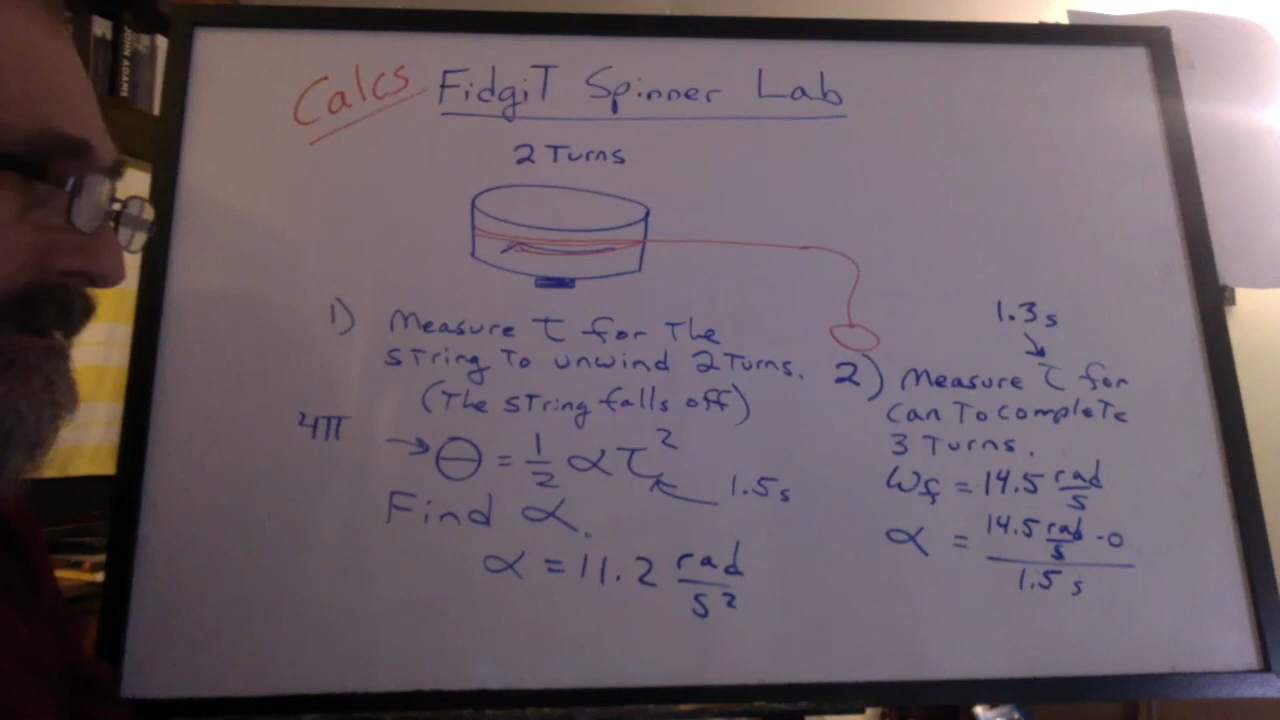 Calcs FidgiT Spinner Lab
2 Turns
1) Measure t for The
sTring To unwind 2 Turns.
(The sTring falls off)
4π → Θ = 1/2 α t² ← 1.5 s
Find α.
α = 11.2 rad/s²
1.3 s
2) Measure t for
can To compleTe
3 Turns.
ωf = 14.5 rad/s
α = (14.5 rad/s - 0)/1.5 s
JOHN ADAMS